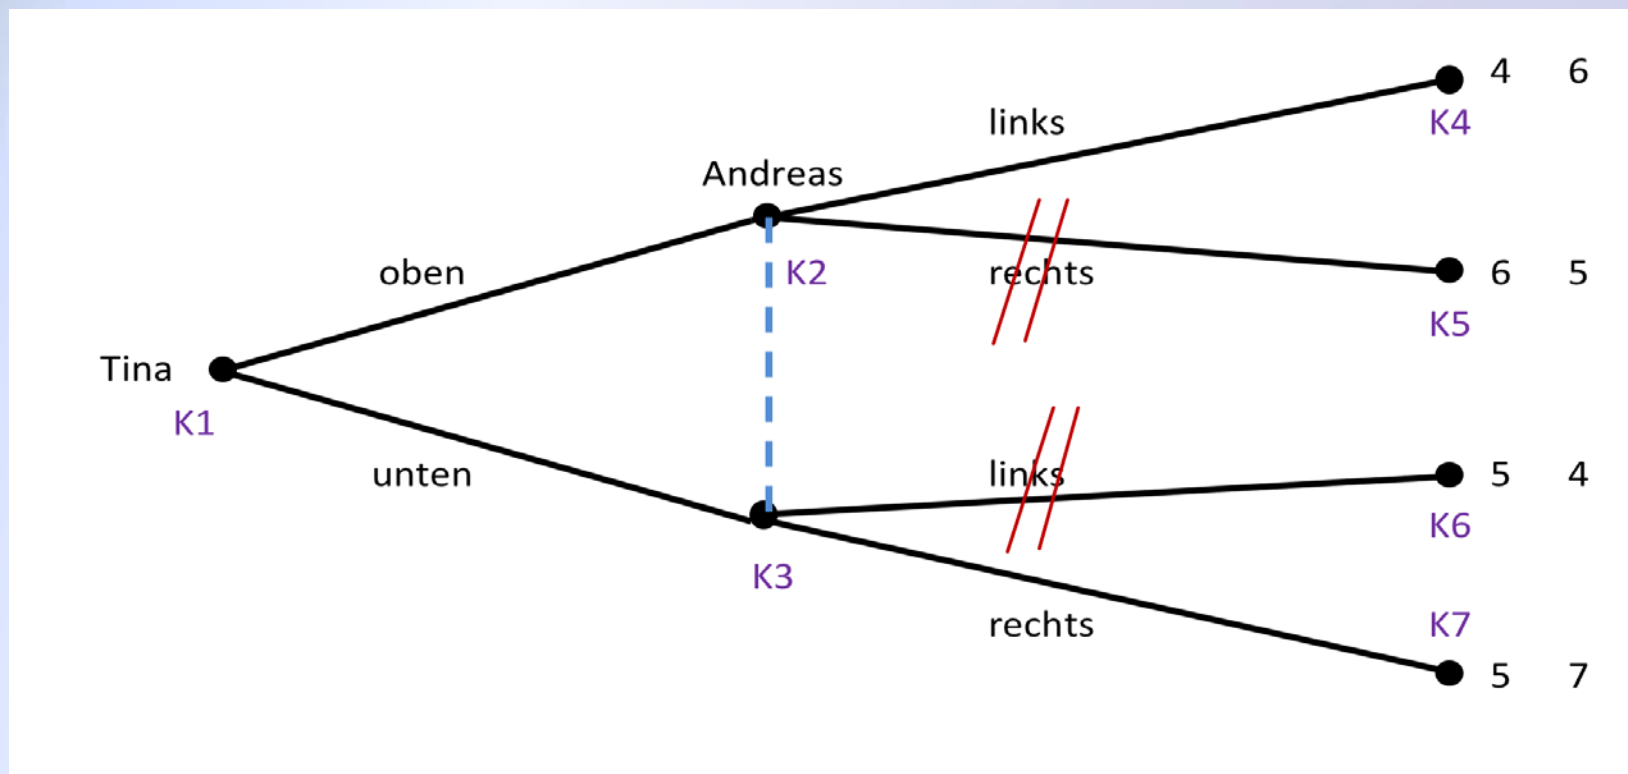 4 6
links
K4
Andreas
oben
K2
rechts
6 5
K5
Tina
K1
unten
links
5 4
K6
K3
rechts
K7
5 7